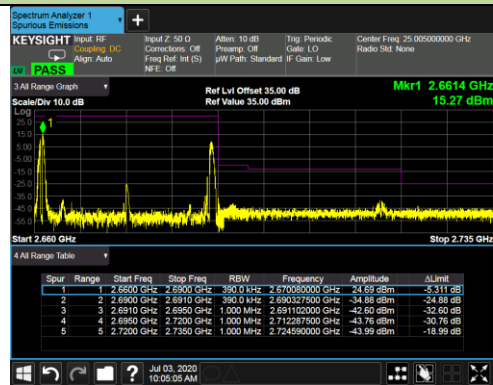 Spectrum Analyzer 1
Spurious Emissions
+
KEYSIGHT
Input: RF
Coupling: DC
Align: Auto
Input Z: 50 Ω
Corrections: Off
Freq Ref: Int (S)
NFE: Off
Atten: 10 dB
Preamp: Off
µW Path: Standard
Trig: Periodic
Gate: LO
IF Gain: Low
Center Freq: 25.005000000 GHz
Radio Std: None
LM PASS
3 All Range Graph
Scale/Div 10.0 dB
Ref Lvl Offset 35.00 dB
Ref Value 35.00 dBm
Mkr1 2.6614 GHz
15.27 dBm
Log
25.0
15.0
5.00
-5.00
-15.0
-25.0
-35.0
-45.0
1
Start 2.660 GHz
Stop 2.735 GHz
4 All Range Table
Spur Range Start Freq Stop Freq RBW Frequency Amplitude ΔLimit
1 1 2.6600 GHz 2.6900 GHz 390.0 kHz 2.670080000 GHz 24.69 dBm -5.311 dB
2 2 2.6900 GHz 2.6910 GHz 390.0 kHz 2.690327500 GHz -34.88 dBm -24.88 dB
3 3 2.6910 GHz 2.6950 GHz 1.000 MHz 2.691102000 GHz -42.60 dBm -32.60 dB
4 4 2.6950 GHz 2.7200 GHz 1.000 MHz 2.712287500 GHz -43.76 dBm -30.76 dB
5 5 2.7200 GHz 2.7350 GHz 1.000 MHz 2.724590000 GHz -43.99 dBm -18.99 dB
?
Jul 03, 2020
10:05:05 AM